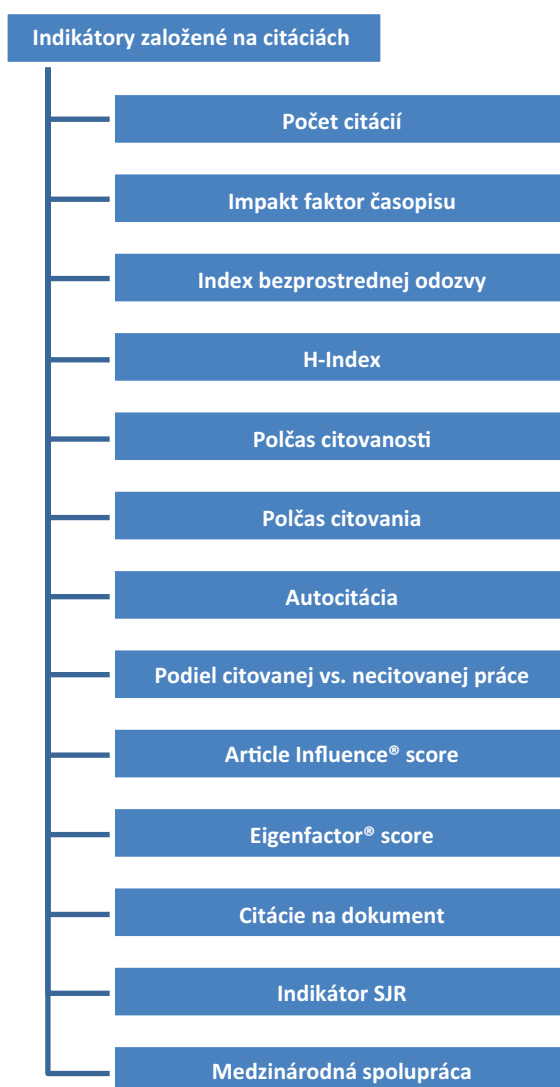 Indikátory založené na citáciách
Počet citácií
Impakt faktor časopisu
Index bezprostrednej odozvy
H-Index
Polčas citovanosti
Polčas citovania
Autocitácia
Podiel citovanej vs. necitovanej práce
Article Influence® score
Eigenfactor® score
Citácie na dokument
Indikátor SJR
Medzinárodná spolupráca